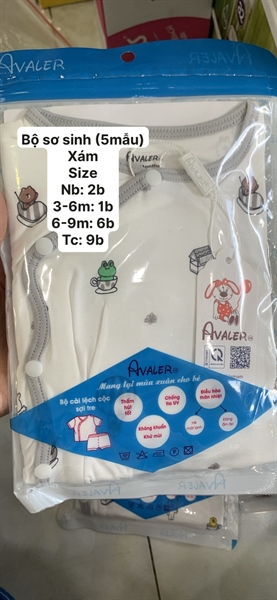 AVALER
AVALER
Bộ sơ sinh (5mẫu)
Xám
Size
Nb: 2b
3-6m: 1b
6-9m: 6b
Tc: 9b
AVALER
AVALER
AVALER
Mang lại mùa xuân cho bé
Bộ cài lệch cộc
sợi tre
Thấm
hút
tốt
Chống
tia UV
Điều hòa
thân nhiệt
Kháng khuẩn
Khử mùi
AVALER